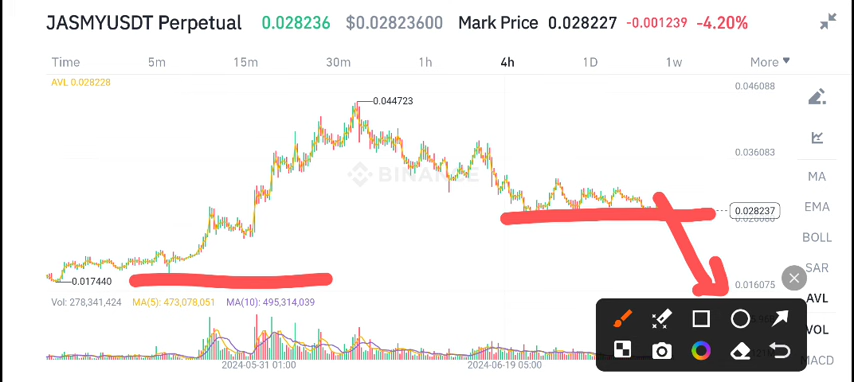 JASMYUSDT Perpetual 0.028236 $0.02823600 Mark Price 0.028227 -0.001239 -4.20%
Time 5m 15m 30m 1h 4h 1D 1w More
AVL 0.028228
0.046088
0.044723
0.036083
BINANCE
MA
EMA
0.028237
BOLL
SAR
0.017440
0.016075
AVL
Vol: 278,341,424 MA(5): 473,078,051 MA(10): 495,314,039
VOL
MACD
2024-05-31 01:00 2024-06-19 05:00